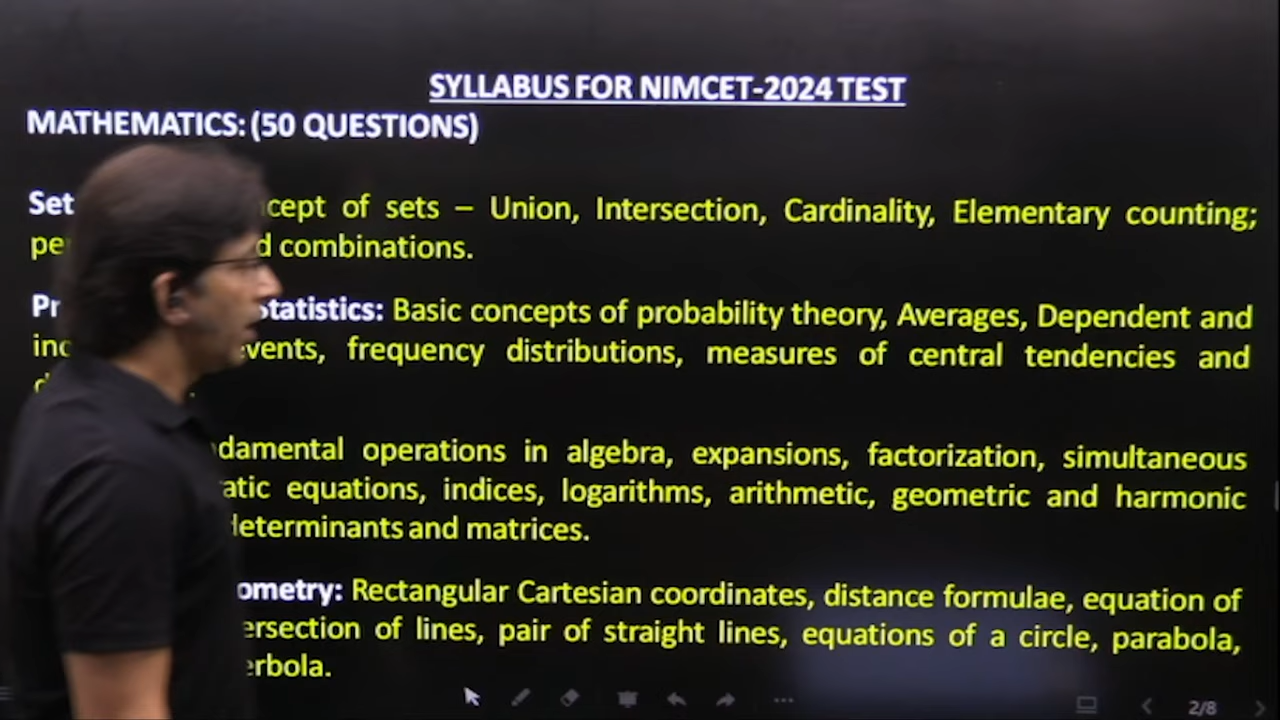 SYLLABUS FOR NIMCET-2024 TEST
MATHEMATICS: (50 QUESTIONS)
Set cept of sets – Union, Intersection, Cardinality, Elementary counting;
pe d combinations.
Pr tatistics: Basic concepts of probability theory, Averages, Dependent and
ind vents, frequency distributions, measures of central tendencies and
d .
damental operations in algebra, expansions, factorization, simultaneous
atic equations, indices, logarithms, arithmetic, geometric and harmonic
determinants and matrices.
ometry: Rectangular Cartesian coordinates, distance formulae, equation of
ersection of lines, pair of straight lines, equations of a circle, parabola,
erbola.
2/8